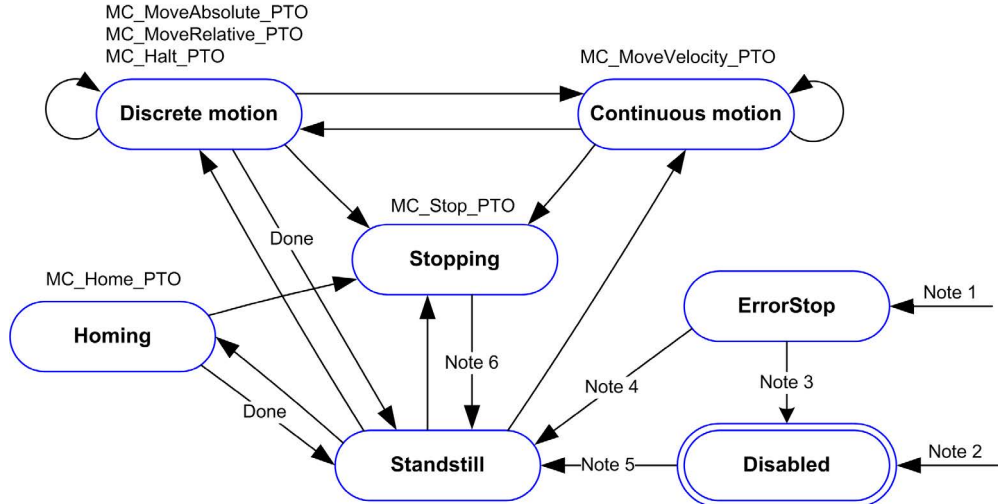 MC_MoveAbsolute_PTO
MC_MoveRelative_PTO
MC_Halt_PTO
MC_MoveVelocity_PTO
Discrete motion
Continuous motion
MC_Stop_PTO
Done
Stopping
MC_Home_PTO
ErrorStop
Note 1
Homing
Note 6
Note 4
Note 3
Done
Standstill
Note 5
Disabled
Note 2